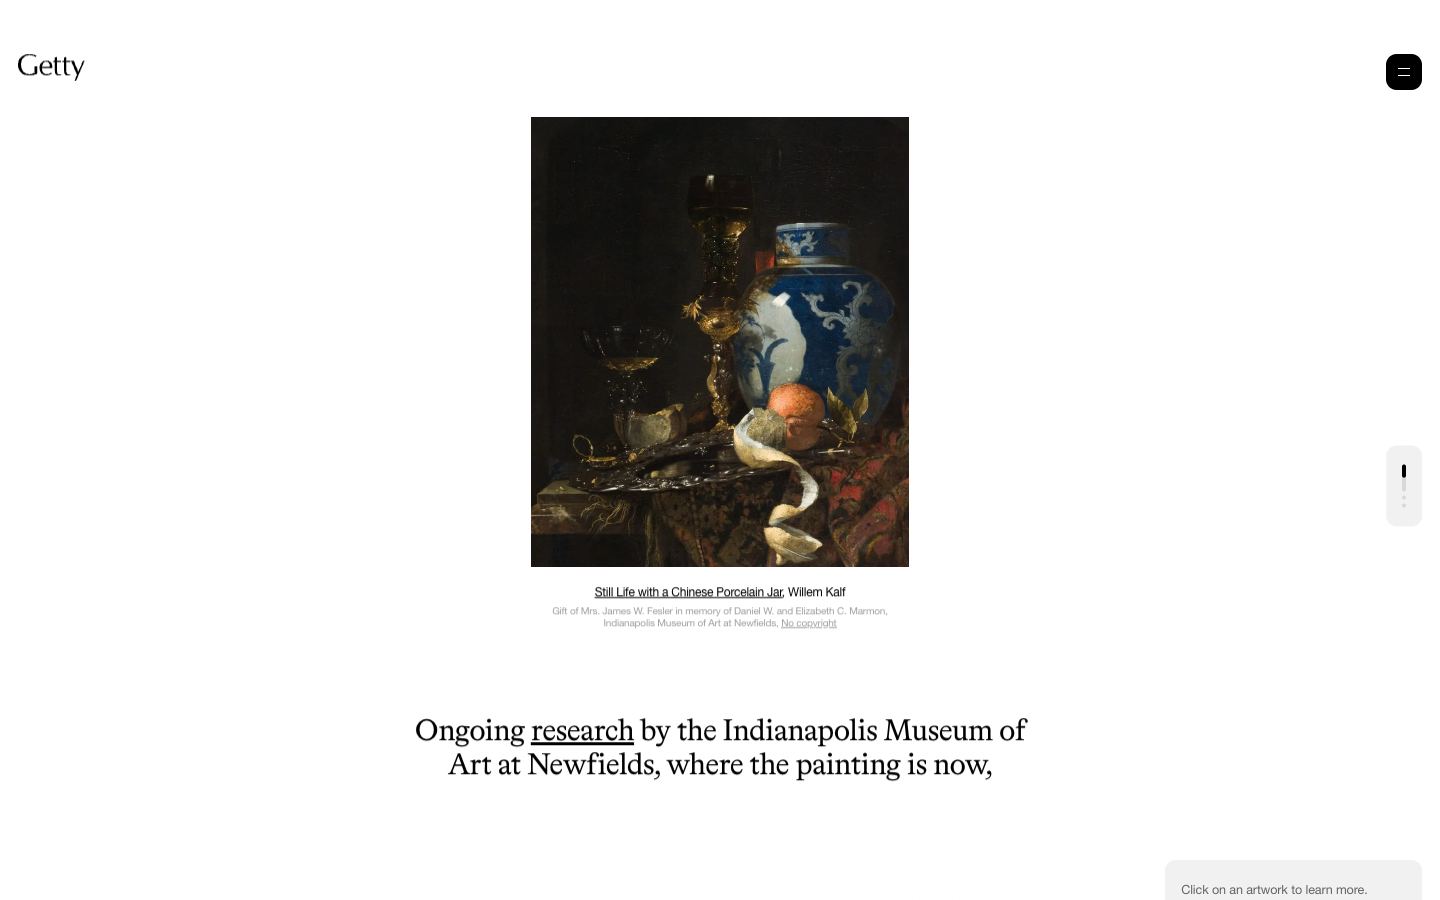 Getty
Still Life with a Chinese Porcelain Jar, Willem Kalf
Gift of Mrs. James W. Fesler in memory of Daniel W. and Elizabeth C. Marmon,
Indianapolis Museum of Art at Newfields, No copyright
Ongoing research by the Indianapolis Museum of
Art at Newfields, where the painting is now,
Click on an artwork to learn more.